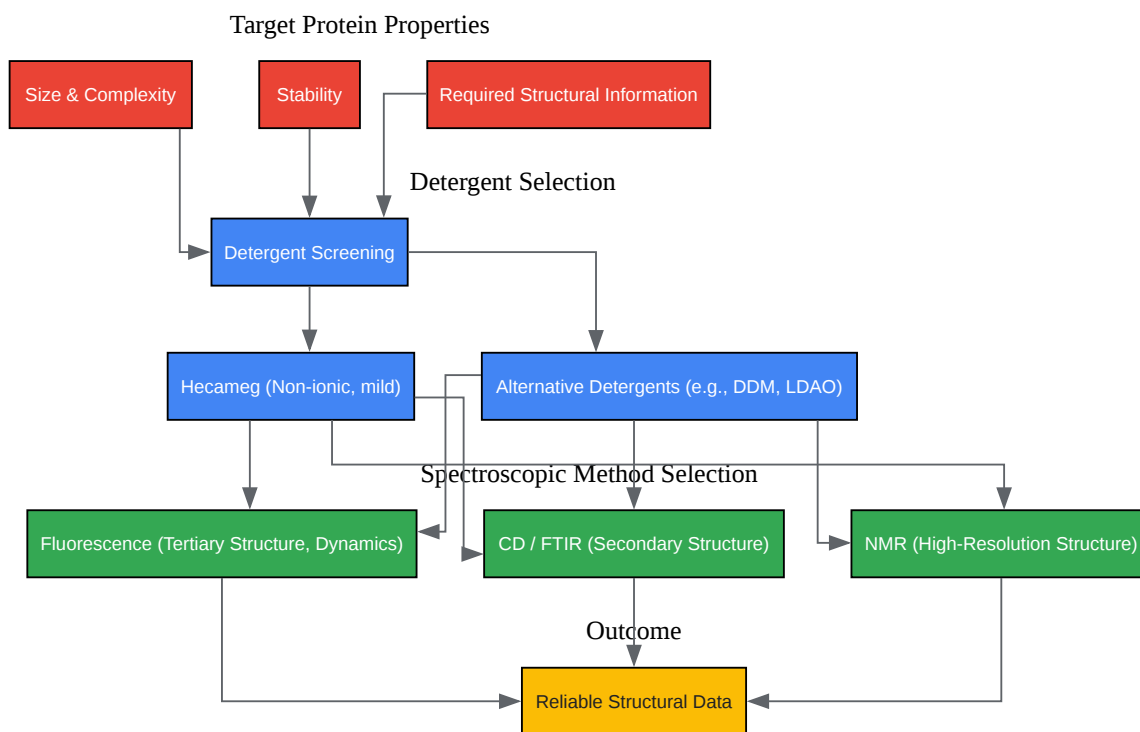 Target Protein Properties
Size & Complexity
Stability
Required Structural Information
Detergent Selection
Detergent Screening
Hecameg (Non-ionic, mild)
Alternative Detergents (e.g., DDM, LDAO)
Spectroscopic Method Selection
Fluorescence (Tertiary Structure, Dynamics)
CD / FTIR (Secondary Structure)
NMR (High-Resolution Structure)
Outcome
Reliable Structural Data